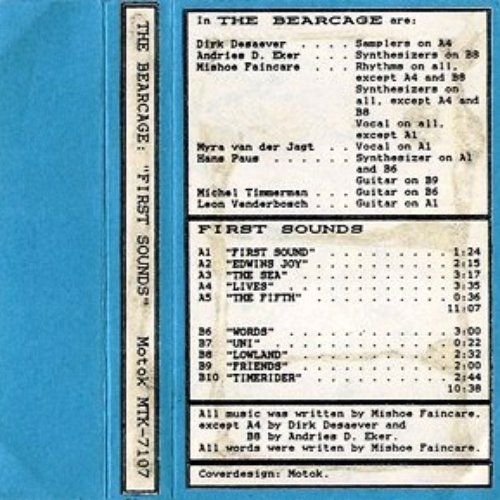 THE BEARCAGE: "FIRST SOUNDS" Motok MTK-7107
In THE BEARCAGE are:
Dirk Desaever . . . . Samplers on A4
Andries D. Eker . . . Synthesizers on B8
Mishoe Faincare . . . Rhythms on all,
except A4 and B8
Synthesizers on
all, except A4 and
B8
Vocal on all,
except A1
Myra van der Jagt . . Vocal on A1
Hans Paus . . . . . . Synthesizer on A1
and B6
Guitar on B9
Michel Timmerman . . . Guitar on B6
Leon Venderbosch . . . Guitar on A1
FIRST SOUNDS
A1 "FIRST SOUND" . . . . . . . . . . 1:24
A2 "EDWINS JOY" . . . . . . . . . . 2:15
A3 "THE SEA" . . . . . . . . . . . . 3:17
A4 "LIVES" . . . . . . . . . . . . . 3:35
A5 "THE FIFTH" . . . . . . . . . . . 0:36
11:07
B6 "WORDS" . . . . . . . . . . . . . 3:00
B7 "UNI" . . . . . . . . . . . . . . 0:22
B8 "LOWLAND" . . . . . . . . . . . . 2:32
B9 "FRIENDS" . . . . . . . . . . . . 2:00
B10 "TIMERIDER" . . . . . . . . . . 2:44
10:38
All music was written by Mishoe Faincare.
except A4 by Dirk Desaever and
B8 by Andries D. Eker.
All words were writen by Mishoe Faincare.
Coverdesign: Motok.